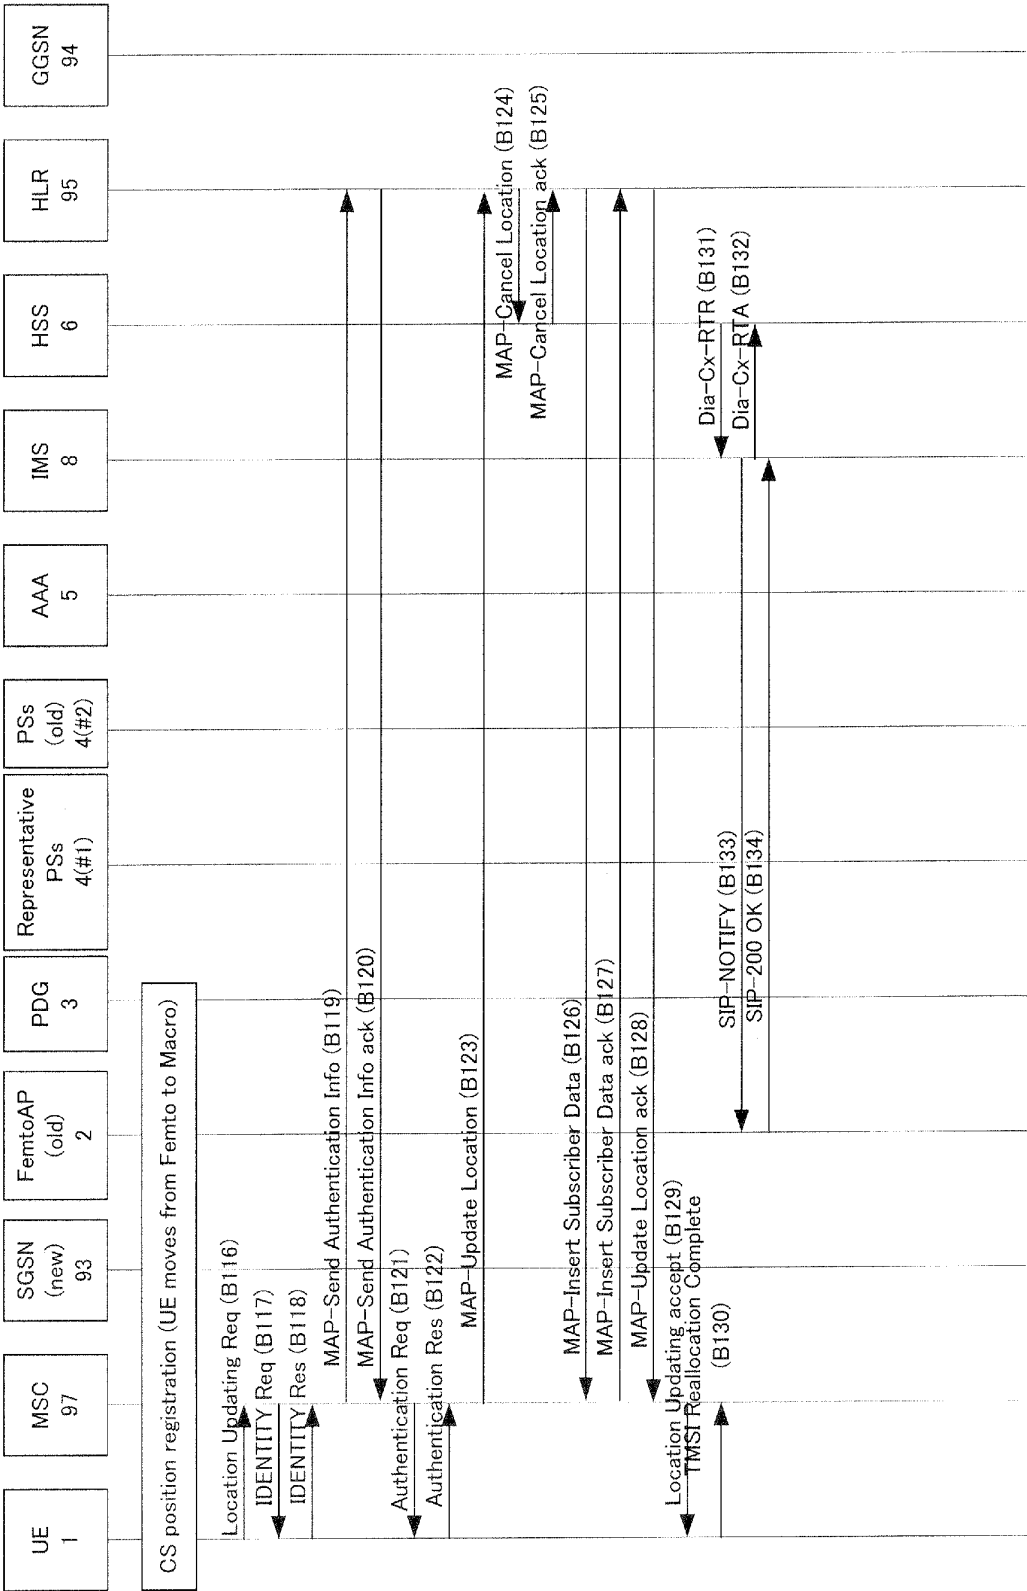 UE
1
MSC
97
SGSN
(new)
93
FemtoAP
(old)
2
PDG
3
Representative
PSs
4(#1)
PSs
(old)
4(#2)
AAA
5
IMS
8
HSS
6
HLR
95
GGSN
94
CS position registration (UE moves from Femto to Macro)
Location Updating Req (B116)
IDENTITY Req (B117)
IDENTITY Res (B118)
MAP-Send Authentication Info (B119)
MAP-Send Authentication Info ack (B120)
Authentication Req (B121)
Authentication Res (B122)
MAP-Update Location (B123)
MAP-Cancel Location (B124)
MAP-Cancel Location ack (B125)
MAP-Insert Subscriber Data (B126)
MAP-Insert Subscriber Data ack (B127)
MAP-Update Location ack (B128)
Location Updating accept (B129)
TMSI Reallocation Complete
(B130)
Dia-Cx-RTR (B131)
Dia-Cx-RTA (B132)
SIP-NOTIFY (B133)
SIP-200 OK (B134)